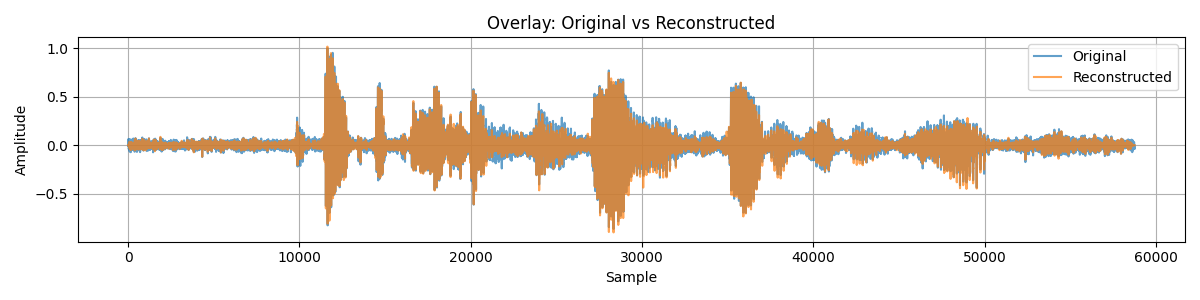 Overlay: Original vs Reconstructed
Original
Reconstructed
Amplitude
1.0
0.5
0.0
−0.5
0
10000
20000
30000
40000
50000
60000
Sample